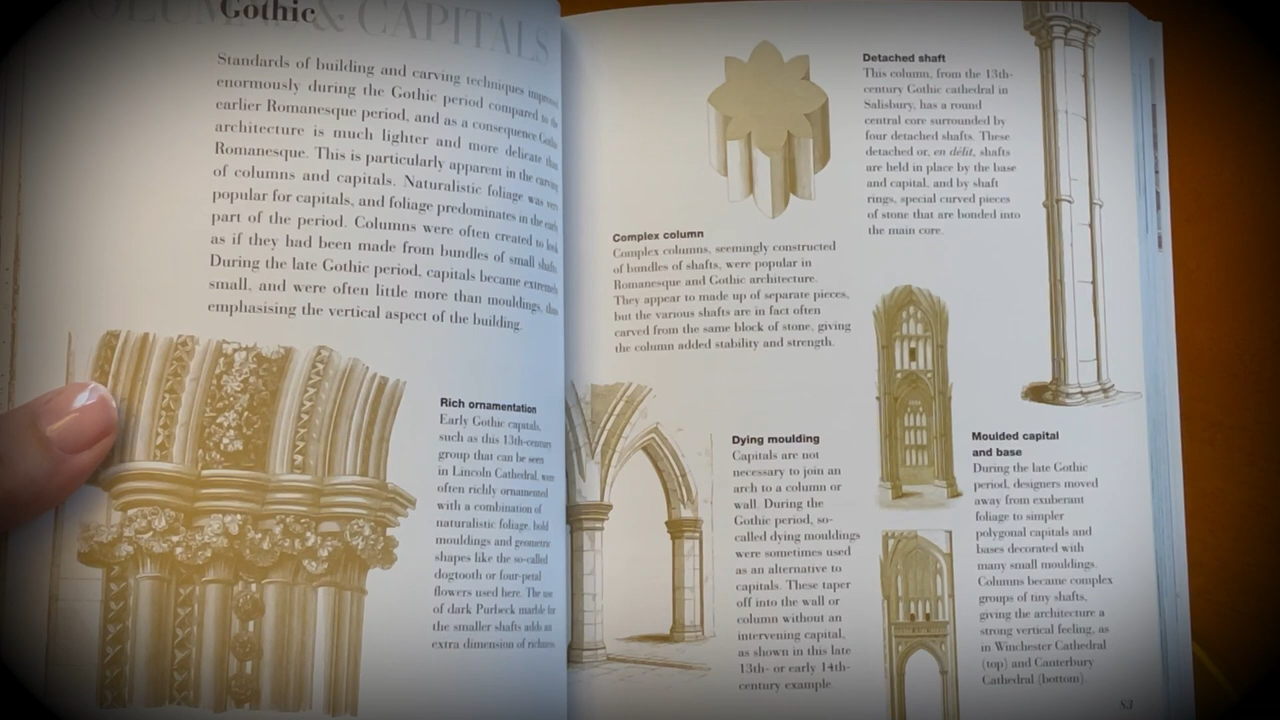 COLUMNS & CAPITALS
Gothic
Standards of building and carving techniques improved
enormously during the Gothic period compared to the
earlier Romanesque period, and as a consequence Gothic
architecture is much lighter and more delicate than
Romanesque. This is particularly apparent in the carving
of columns and capitals. Naturalistic foliage was very
popular for capitals, and foliage predominates in the early
part of the period. Columns were often created to look
as if they had been made from bundles of small shafts.
During the late Gothic period, capitals became extremely
small, and were often little more than mouldings, thus
emphasising the vertical aspect of the building.
Rich ornamentation
Early Gothic capitals,
such as this 13th-century
group that can be seen
in Lincoln Cathedral, were
often richly ornamented
with a combination of
naturalistic foliage, bold
mouldings and geometric
shapes like the so-called
dogtooth or four-petal
flowers used here. The use
of dark Purbeck marble for
the smaller shafts adds an
extra dimension of richness.
Complex column
Complex columns, seemingly constructed
of bundles of shafts, were popular in
Romanesque and Gothic architecture.
They appear to made up of separate pieces,
but the various shafts are in fact often
carved from the same block of stone, giving
the column added stability and strength.
Detached shaft
This column, from the 13th-
century Gothic cathedral in
Salisbury, has a round
central core surrounded by
four detached shafts. These
detached or, en délit, shafts
are held in place by the base
and capital, and by shaft
rings, special curved pieces
of stone that are bonded into
the main core.
Dying moulding
Capitals are not
necessary to join an
arch to a column or
wall. During the
Gothic period, so-
called dying mouldings
were sometimes used
as an alternative to
capitals. These taper
off into the wall or
column without an
intervening capital,
as shown in this late
13th- or early 14th-
century example.
Moulded capital
and base
During the late Gothic
period, designers moved
away from exuberant
foliage to simpler
polygonal capitals and
bases decorated with
many small mouldings.
Columns became complex
groups of tiny shafts,
giving the architecture a
strong vertical feeling, as
in Winchester Cathedral
(top) and Canterbury
Cathedral (bottom).
83